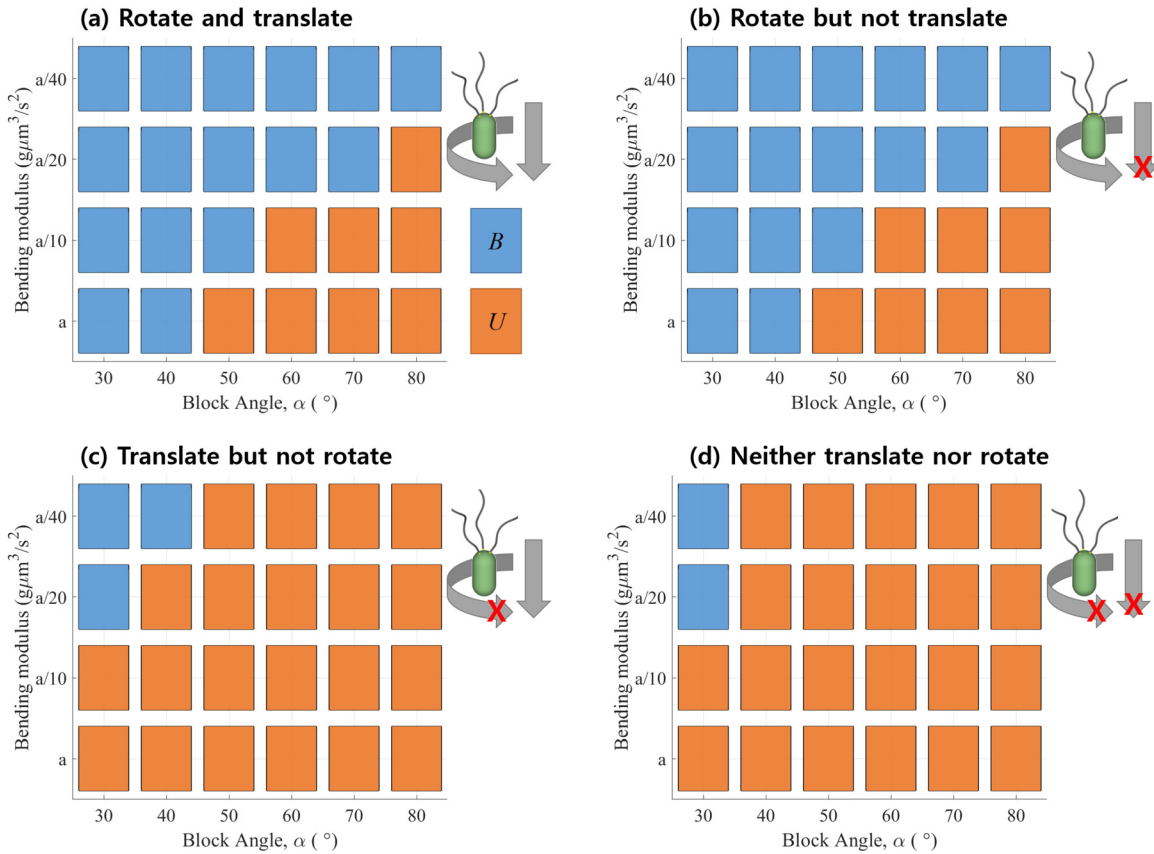 (a) Rotate and translate
Bending modulus (gμm³/s²)
a/40
a/20
a/10
a
30 40 50 60 70 80
Block Angle, α ( °)
B
U
X
(b) Rotate but not translate
Bending modulus (gμm³/s²)
a/40
a/20
a/10
a
30 40 50 60 70 80
Block Angle, α ( °)
X
(c) Translate but not rotate
Bending modulus (gμm³/s²)
a/40
a/20
a/10
a
30 40 50 60 70 80
Block Angle, α ( °)
X
(d) Neither translate nor rotate
Bending modulus (gμm³/s²)
a/40
a/20
a/10
a
30 40 50 60 70 80
Block Angle, α ( °)
X X